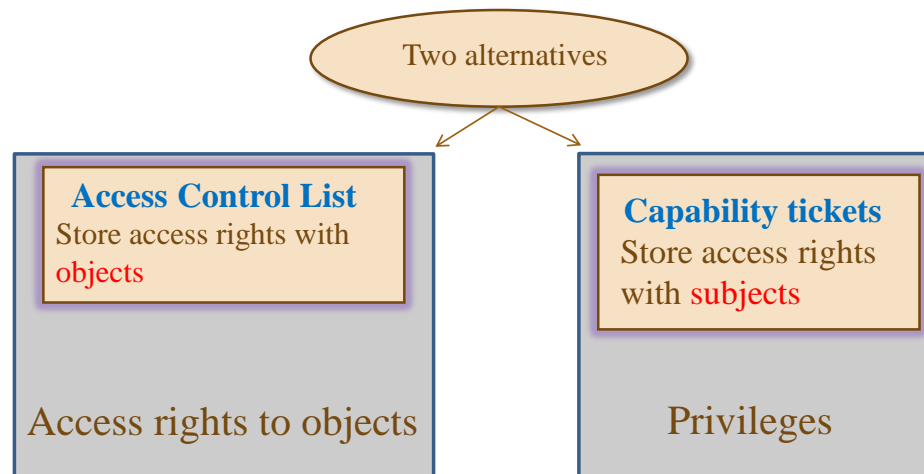 Two alternatives
Access Control List
Store access rights with
objects
Access rights to objects
Capability tickets
Store access rights
with subjects
Privileges